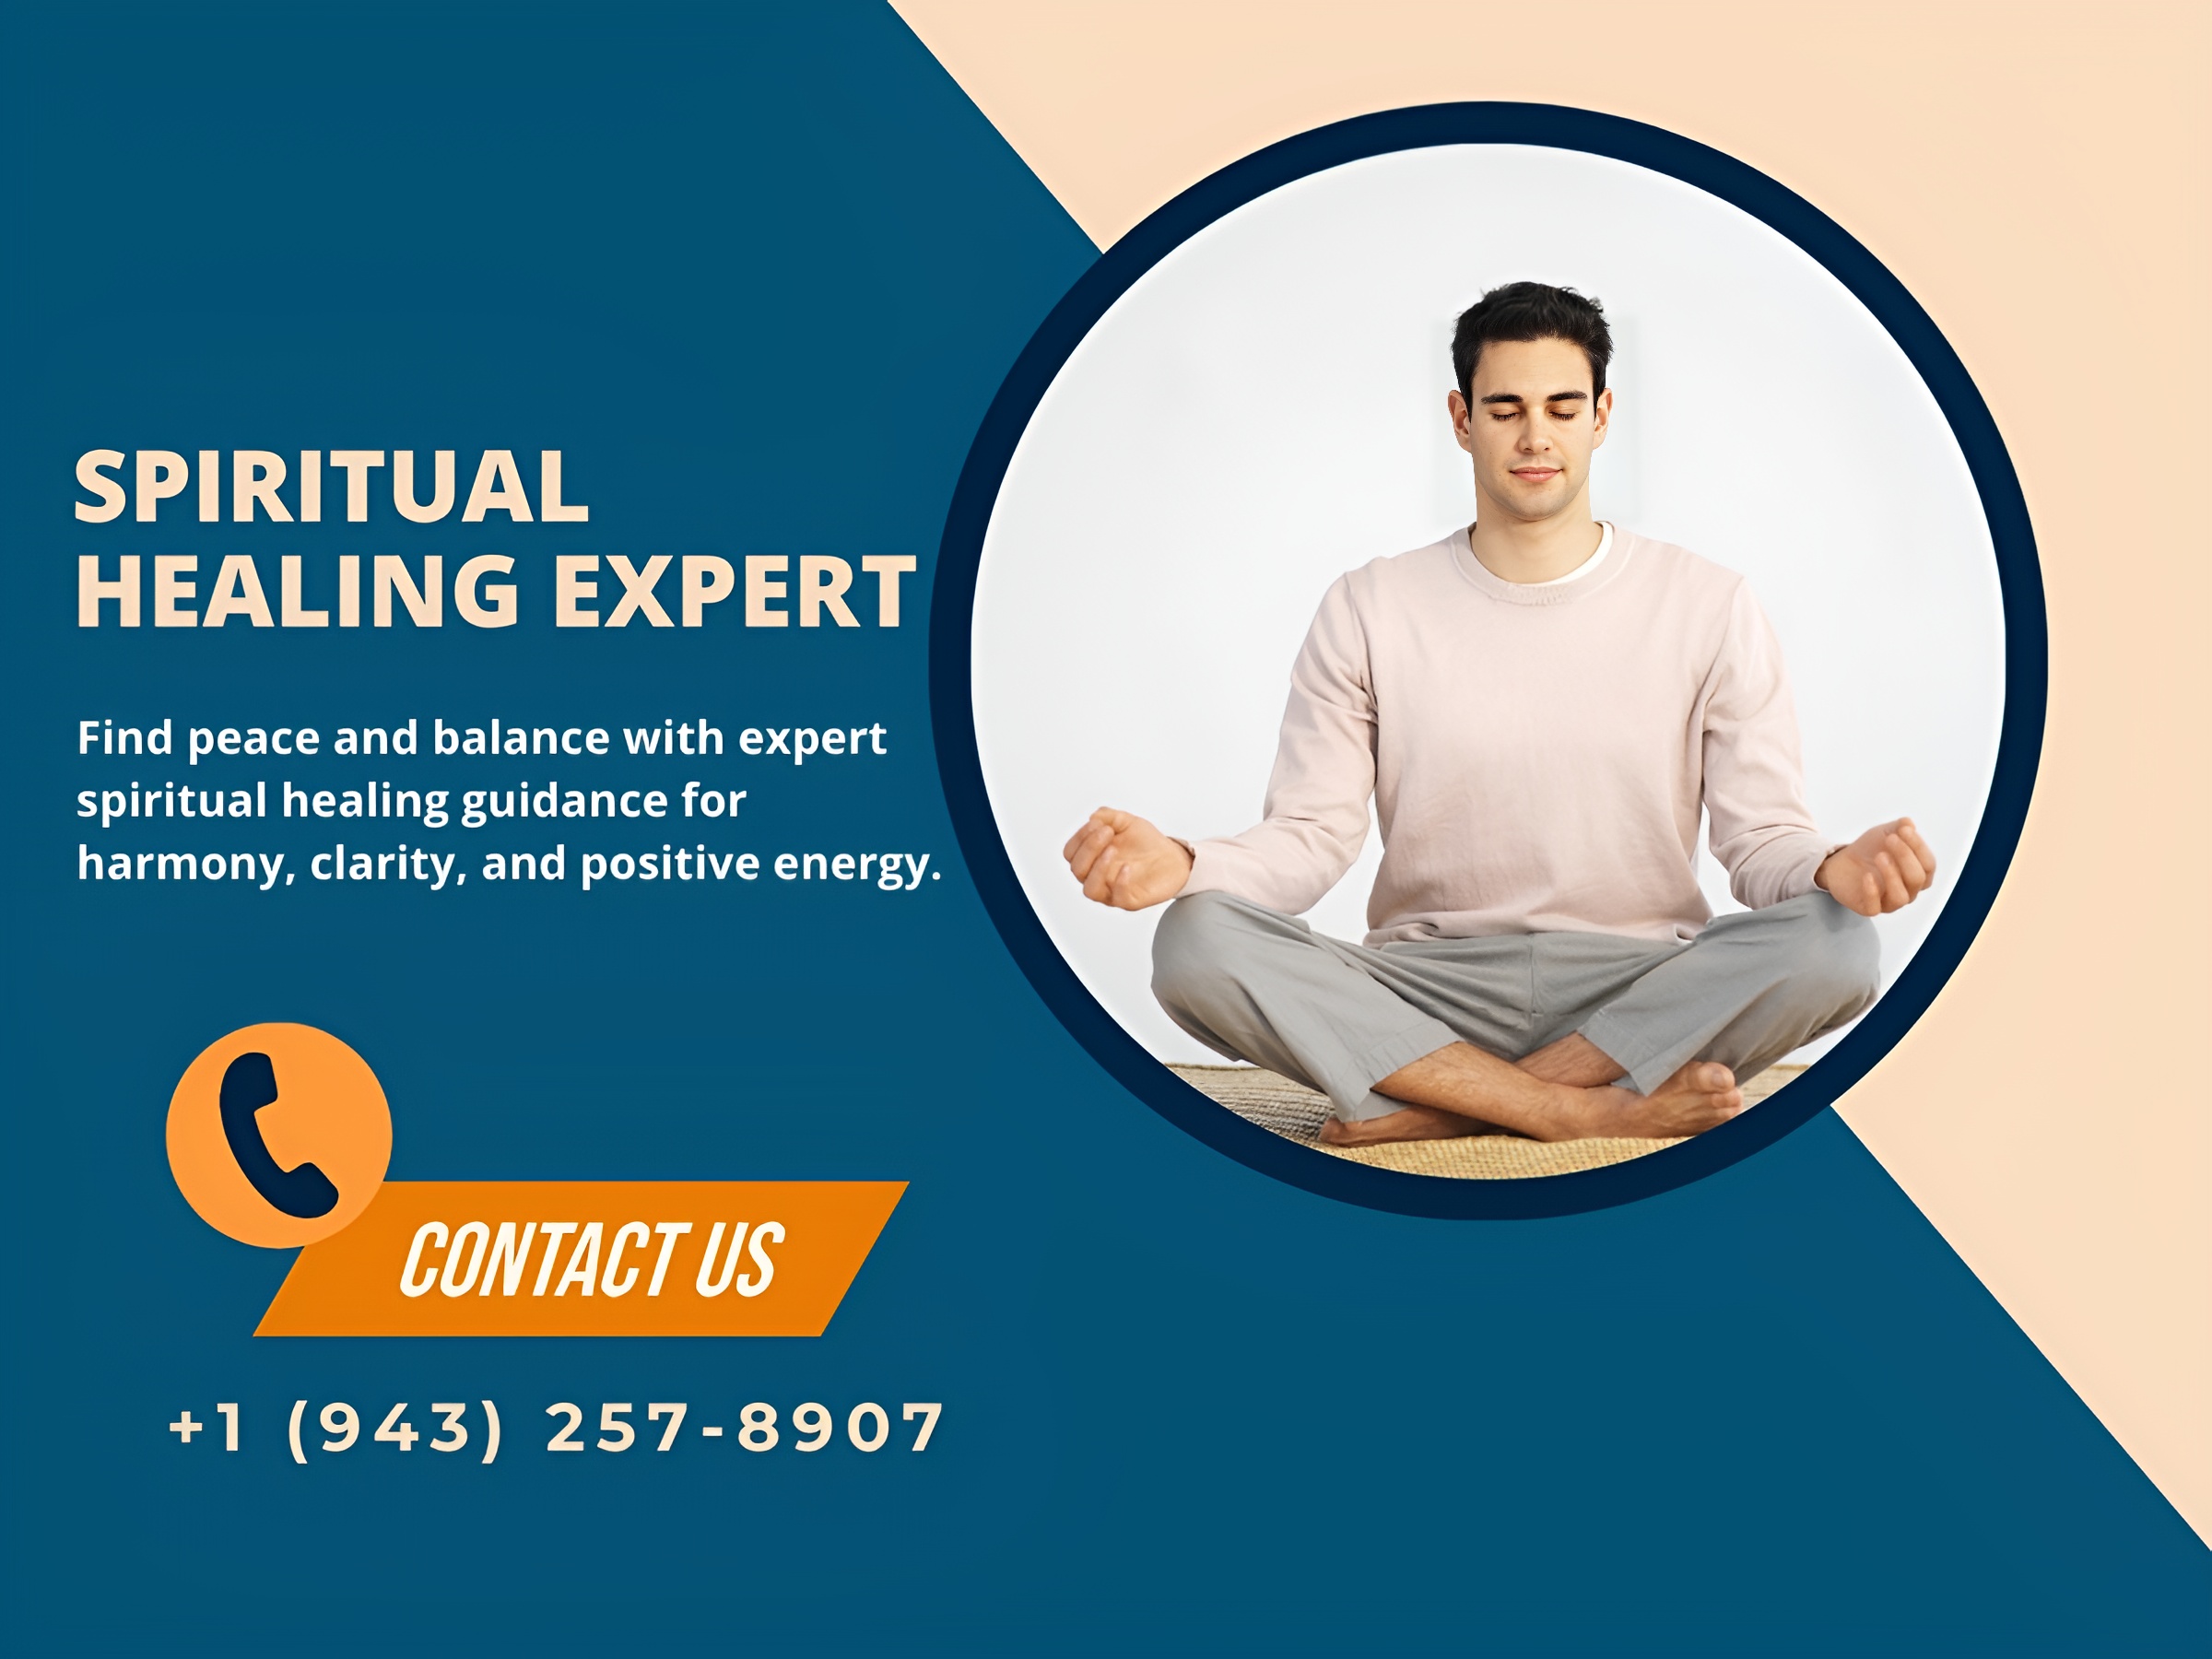 SPIRITUAL
HEALING EXPERT
Find peace and balance with expert
spiritual healing guidance for
harmony, clarity, and positive energy.
CONTACT US
+1 (943) 257-8907